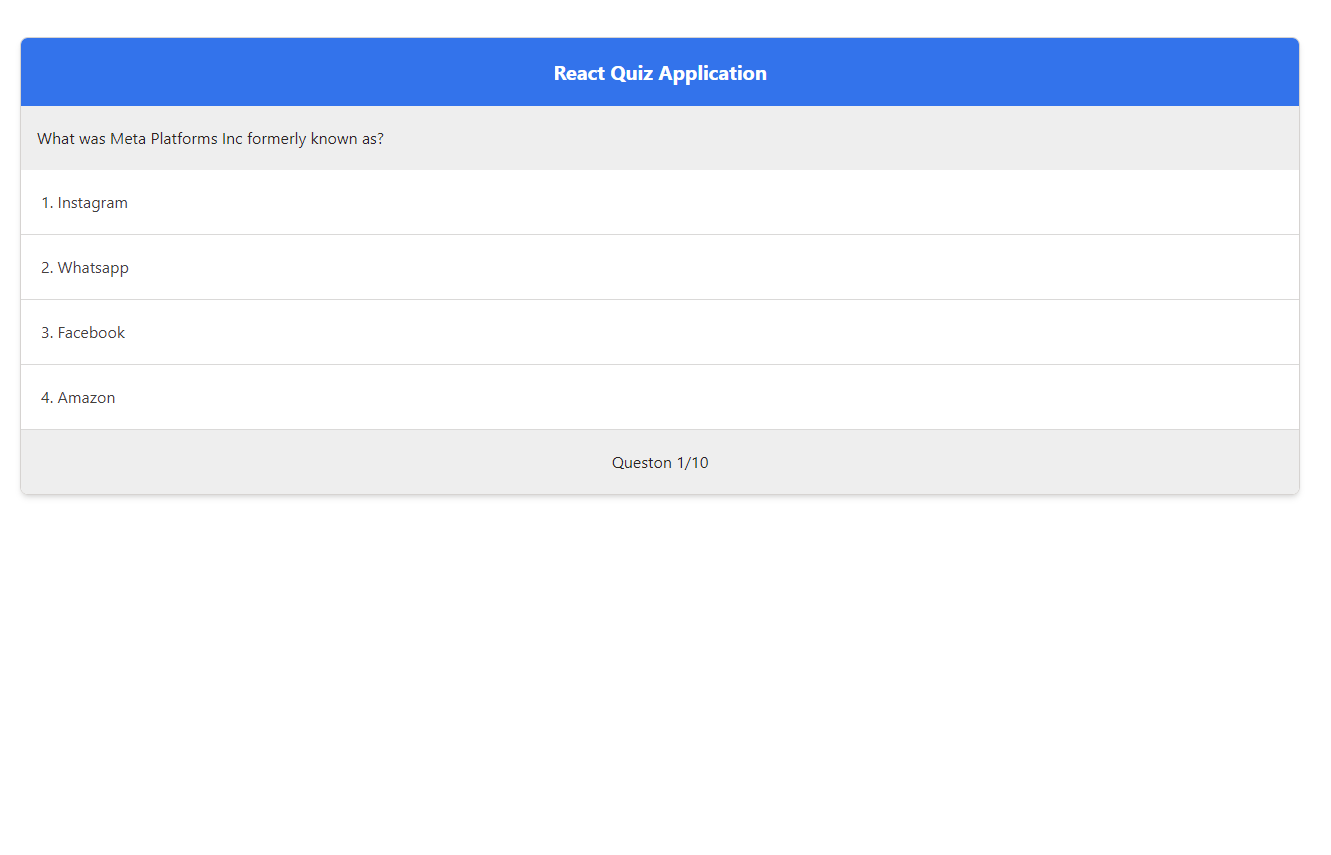 React Quiz Application
What was Meta Platforms Inc formerly known as?
1. Instagram
2. Whatsapp
3. Facebook
4. Amazon
Queston 1/10